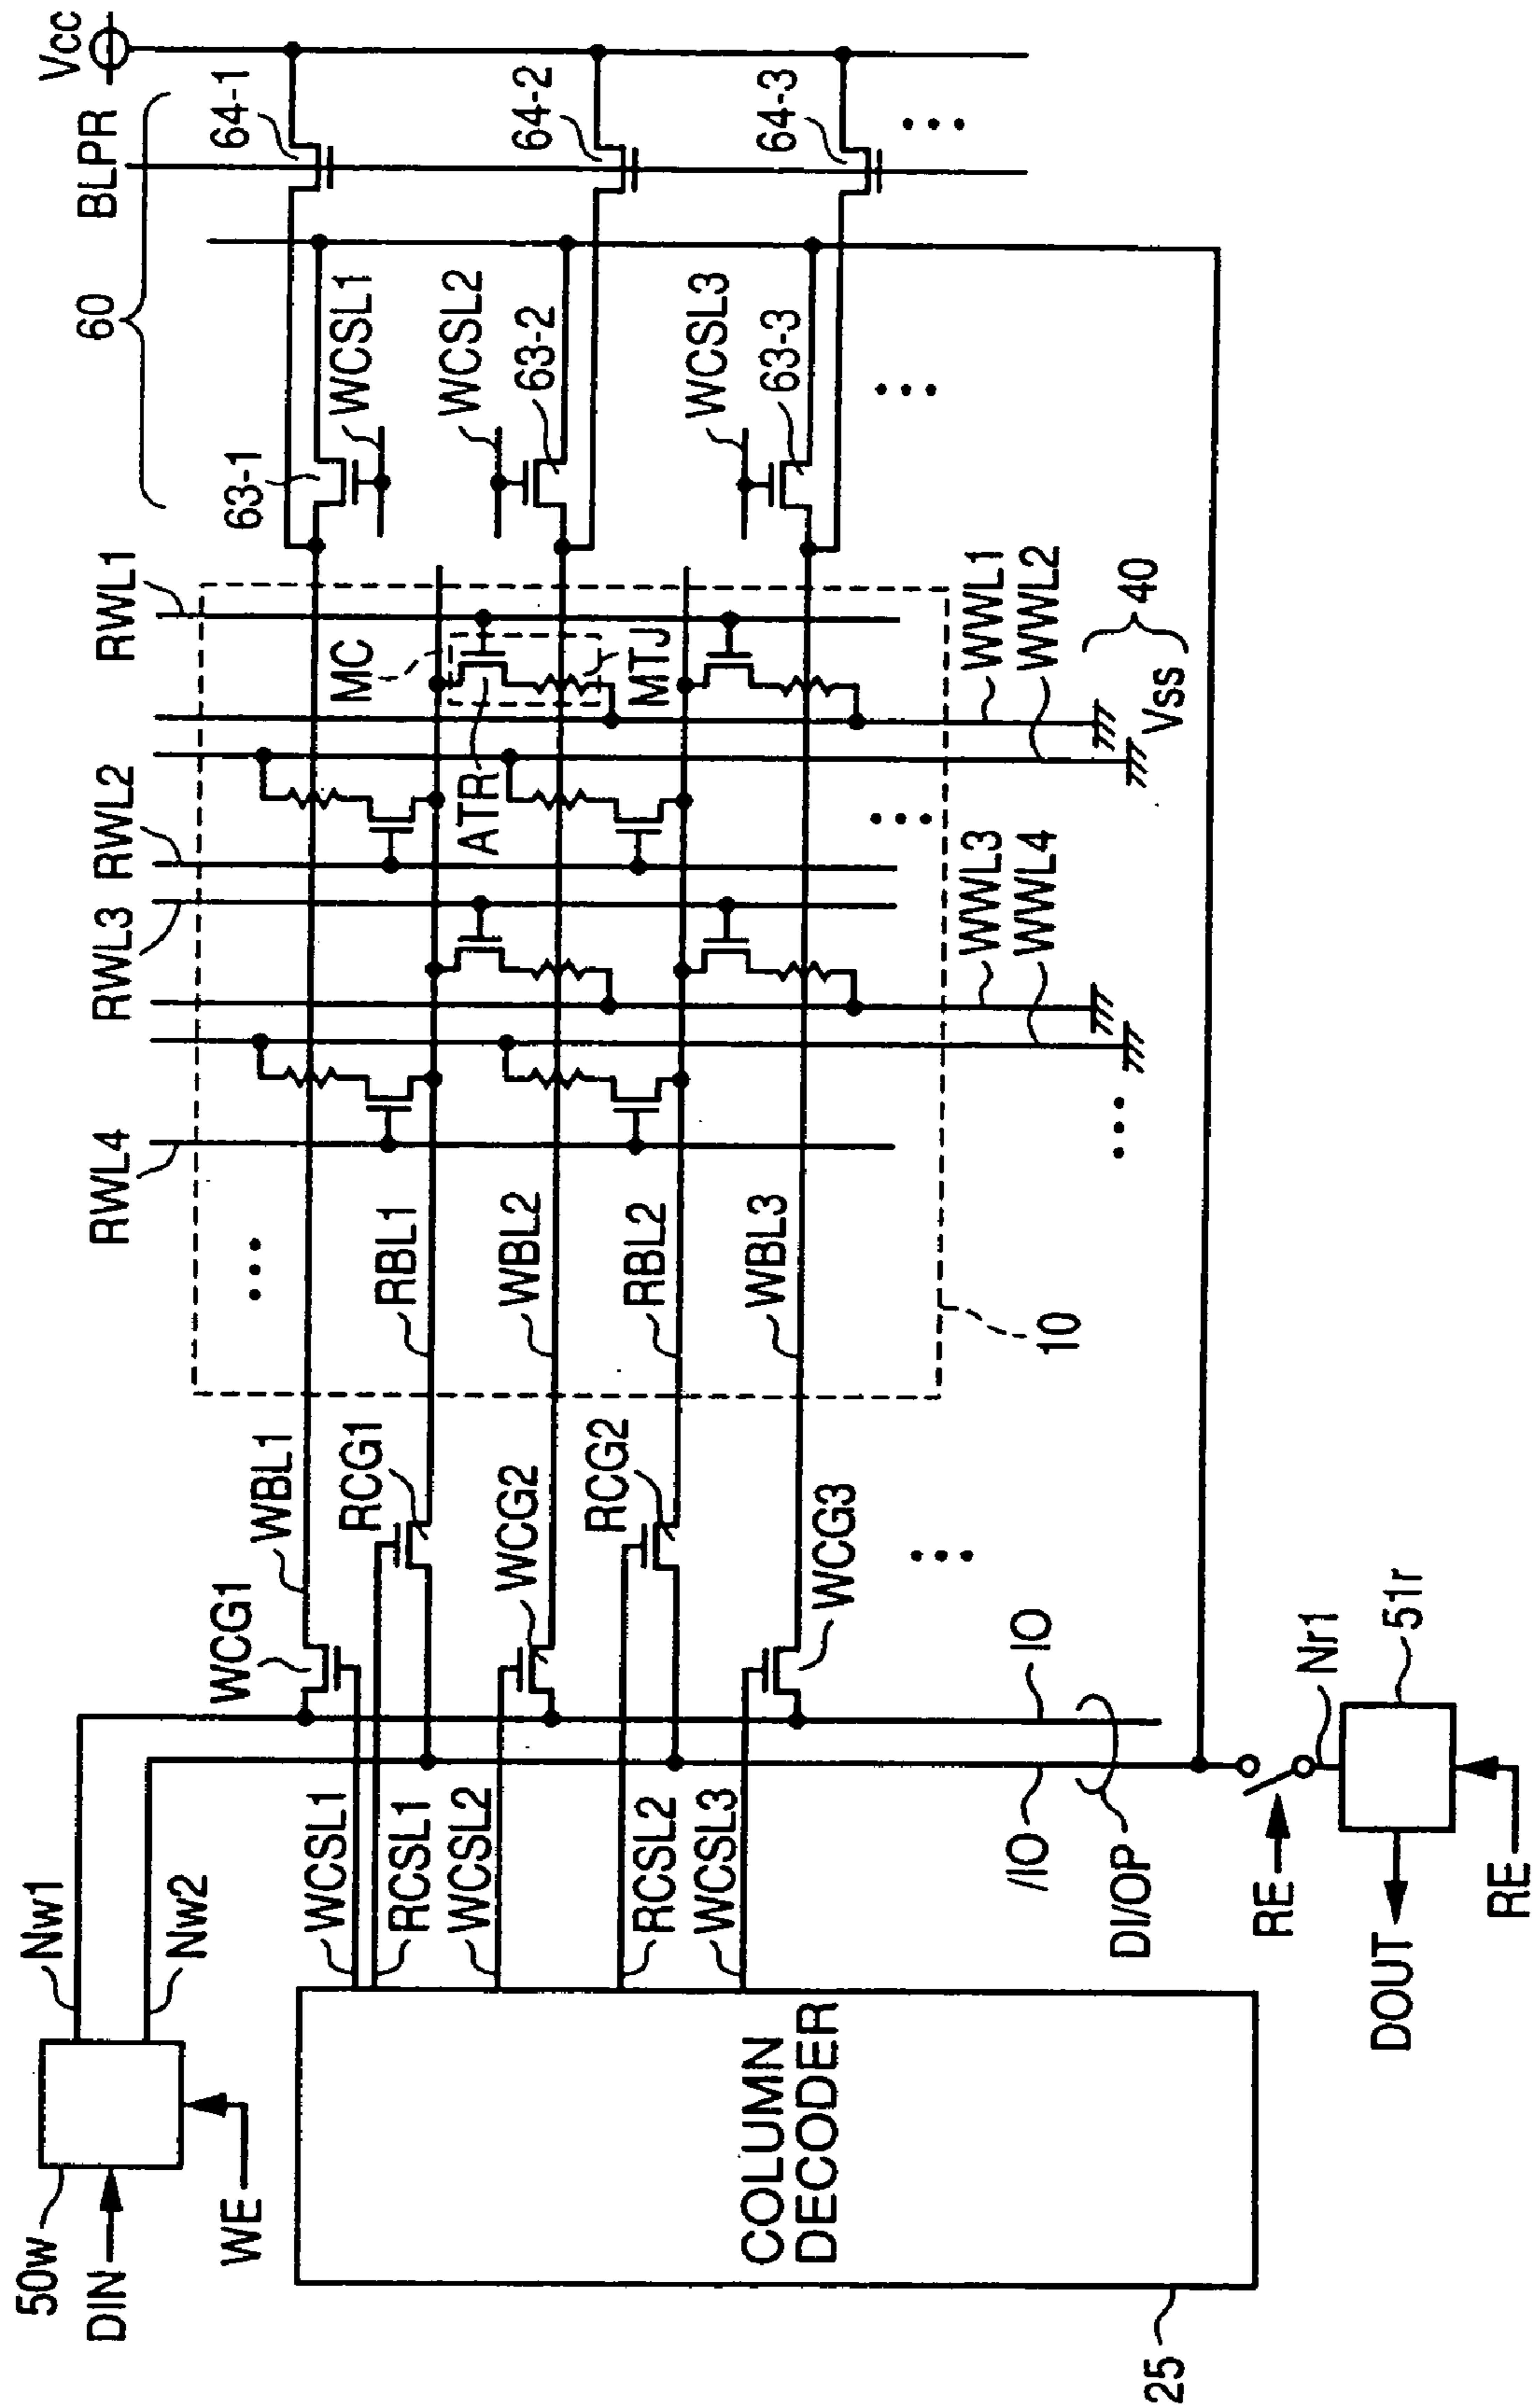 Vcc
BLPR
60
64-1
64-2
64-3
WCSL1
WCSL2
WCSL3
63-1
63-2
63-3
RWL1
RWL2
RWL3
RWL4
MC
ATR
MTJ
WWL1
WWL2
WWL3
WWL4
40
Vss
RBL1
WBL2
RBL2
WBL3
10
WBL1
RCG1
WCG2
RCG2
WCG3
WCG1
IO
/IO
DI/OP
Nr1
51r
RE
RE
DOUT
Nw1
Nw2
WCSL1
RCSL1
WCSL2
RCSL2
WCSL3
50w
DIN
WE
COLUMN
DECODER
25